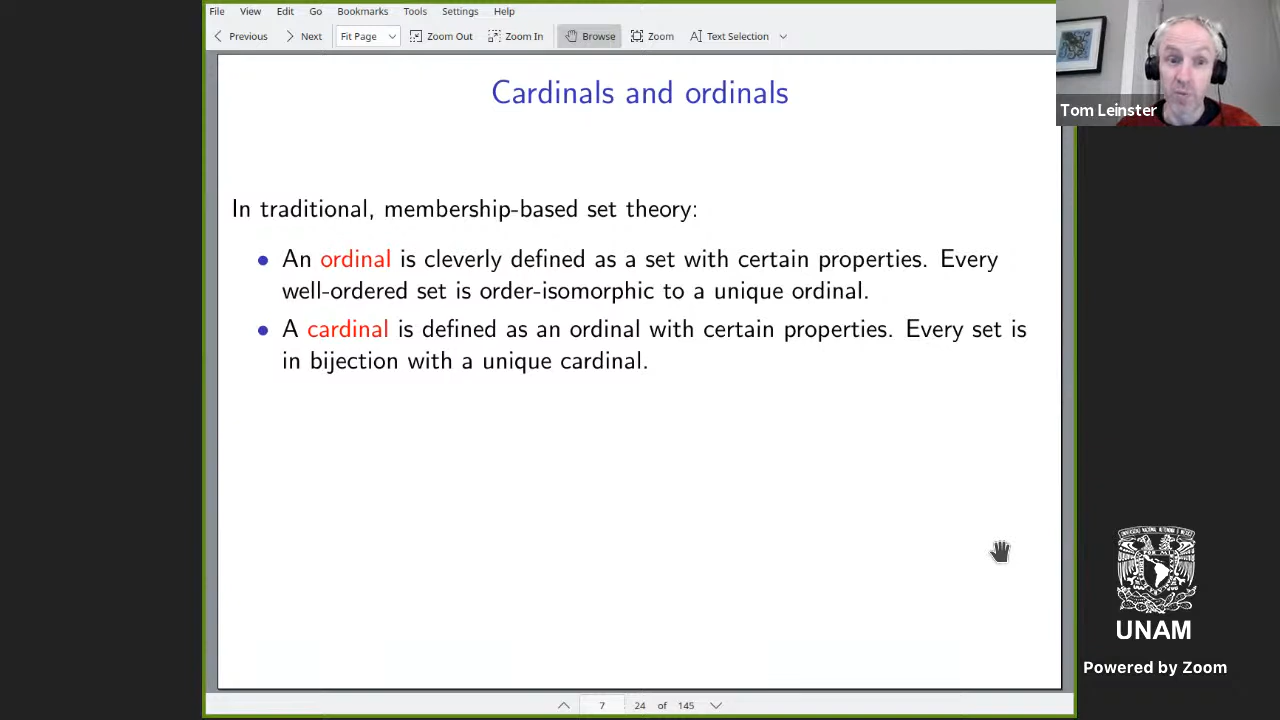 File View Edit Go Bookmarks Tools Settings Help
Previous Next Fit Page Zoom Out Zoom In Browse Zoom Text Selection
Tom Leinster
Cardinals and ordinals
In traditional, membership-based set theory:
• An ordinal is cleverly defined as a set with certain properties. Every
well-ordered set is order-isomorphic to a unique ordinal.
• A cardinal is defined as an ordinal with certain properties. Every set is
in bijection with a unique cardinal.
UNAM
Powered by Zoom
7 24 of 145